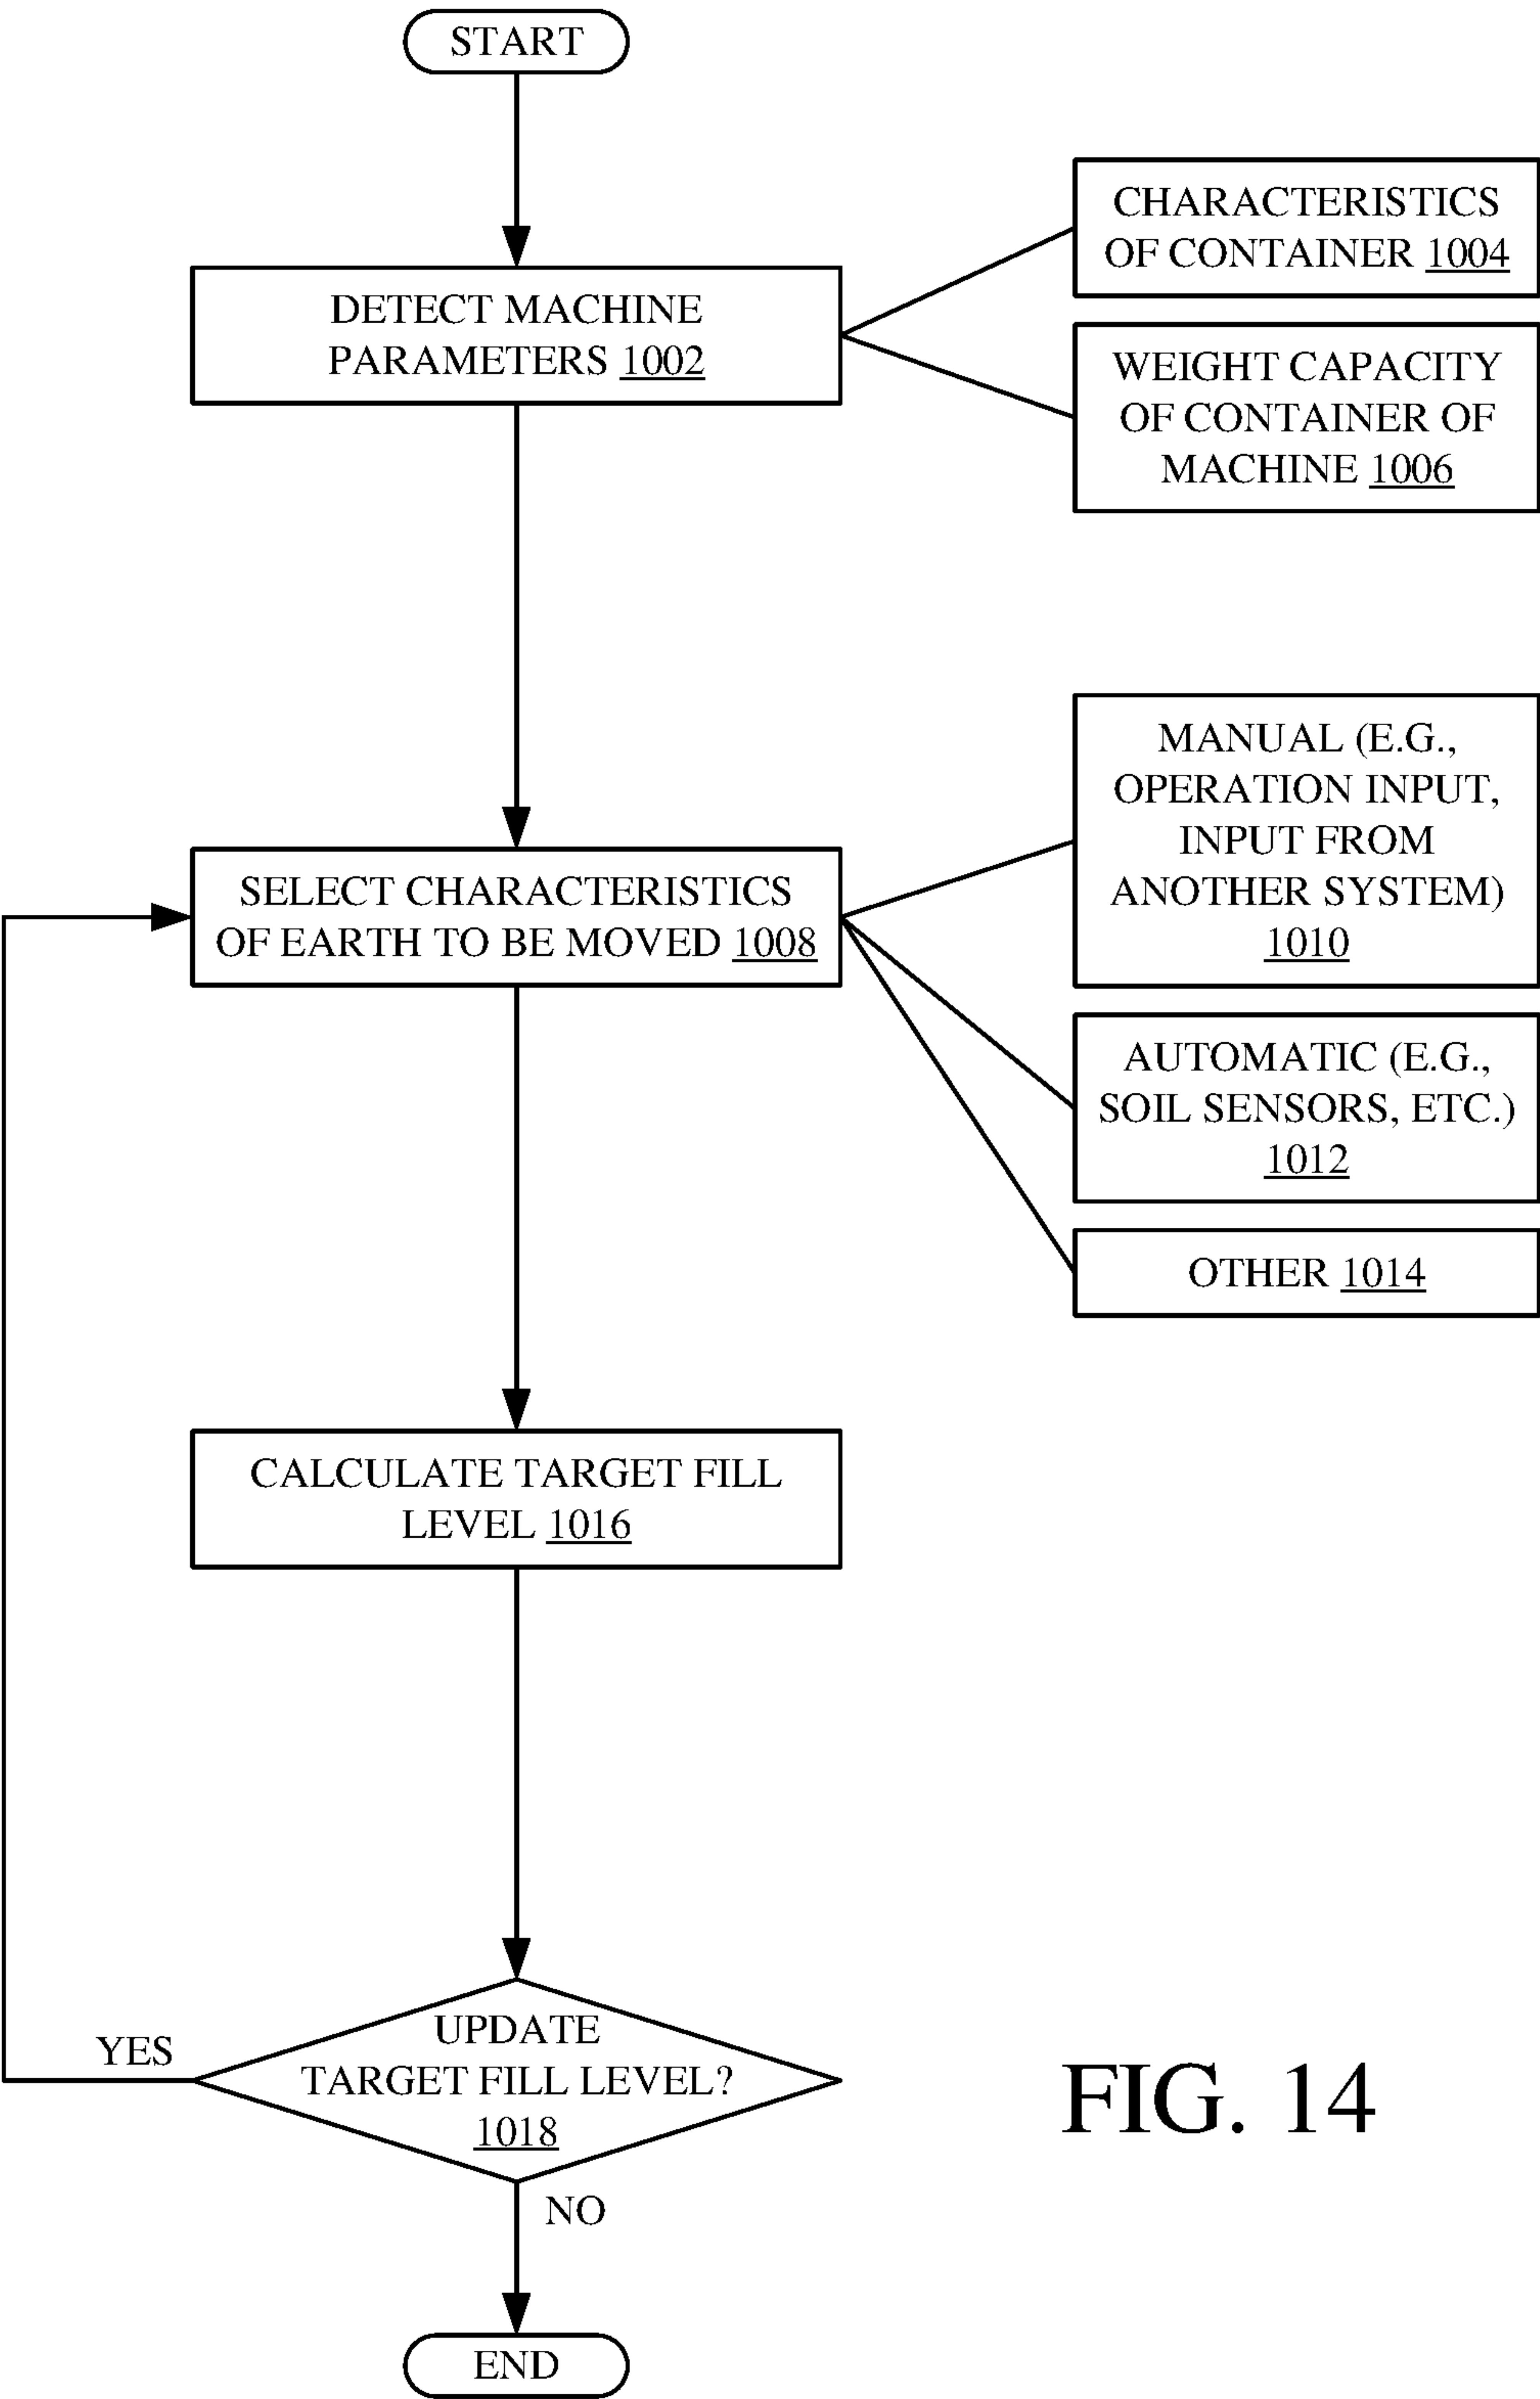 START
CHARACTERISTICS
OF CONTAINER 1004
DETECT MACHINE
PARAMETERS 1002
WEIGHT CAPACITY
OF CONTAINER OF
MACHINE 1006
MANUAL (E.G.,
OPERATION INPUT,
INPUT FROM
ANOTHER SYSTEM)
1010
SELECT CHARACTERISTICS
OF EARTH TO BE MOVED 1008
AUTOMATIC (E.G.,
SOIL SENSORS, ETC.)
1012
OTHER 1014
CALCULATE TARGET FILL
LEVEL 1016
UPDATE
TARGET FILL LEVEL?
1018
YES
NO
END
FIG. 14